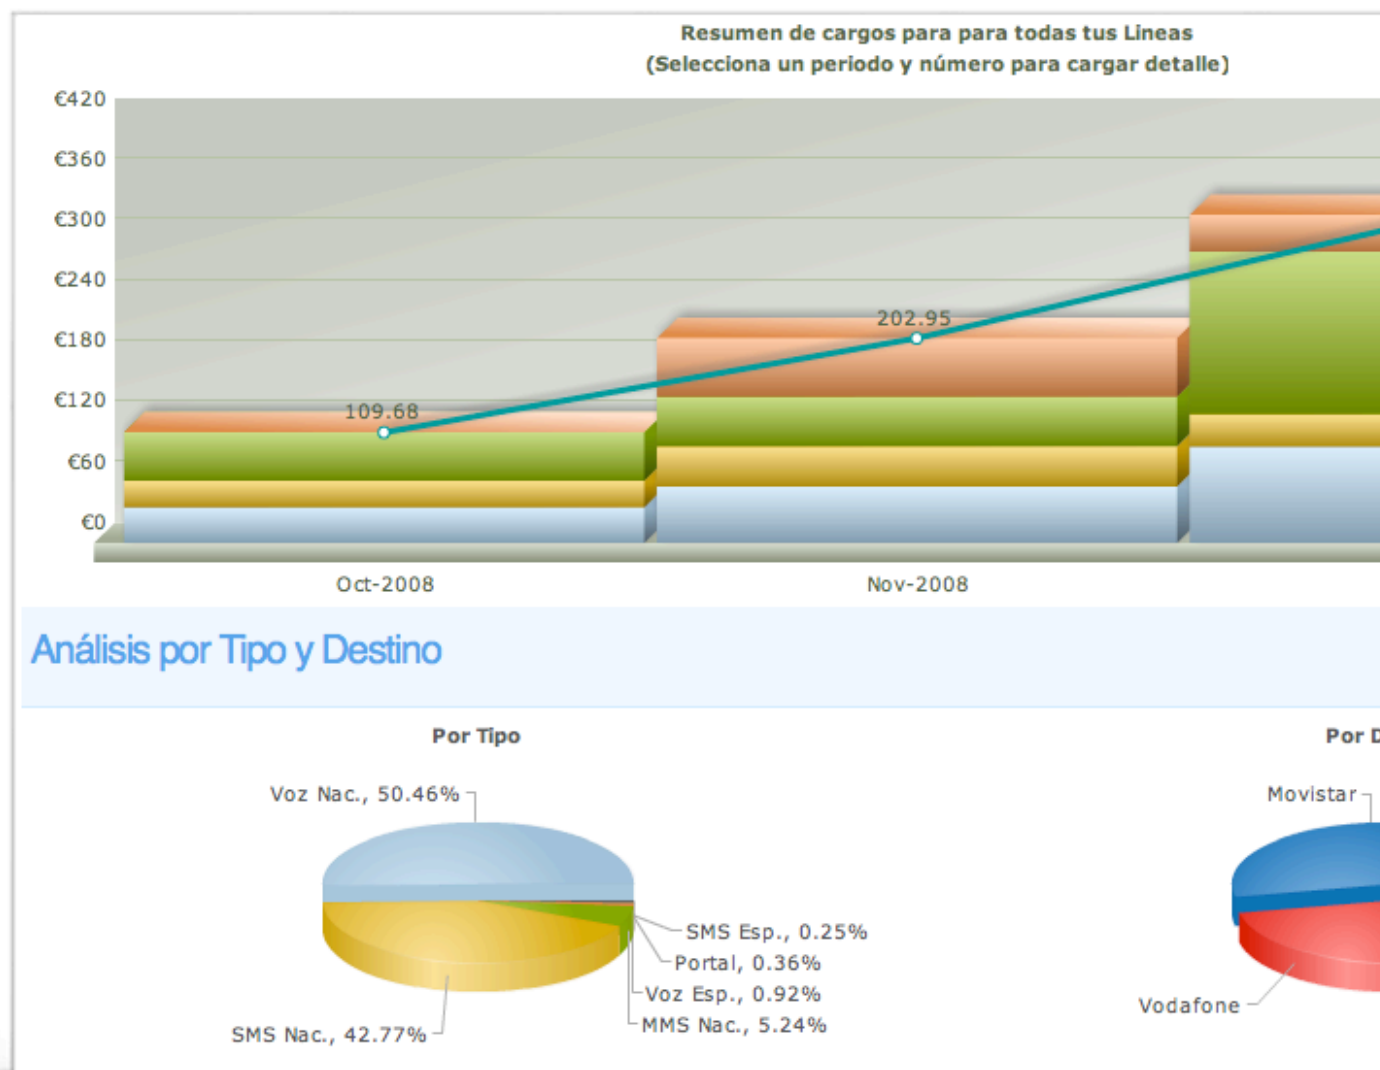 Resumen de cargos para para todas tus Lineas
(Selecciona un periodo y número para cargar detalle)
€420
€360
€300
€240
€180
€120
€60
€0
109.68
202.95
Oct-2008
Nov-2008
Análisis por Tipo y Destino
Por Tipo
Por D
Voz Nac., 50.46%
SMS Esp., 0.25%
Portal, 0.36%
Voz Esp., 0.92%
MMS Nac., 5.24%
SMS Nac., 42.77%
Movistar
Vodafone